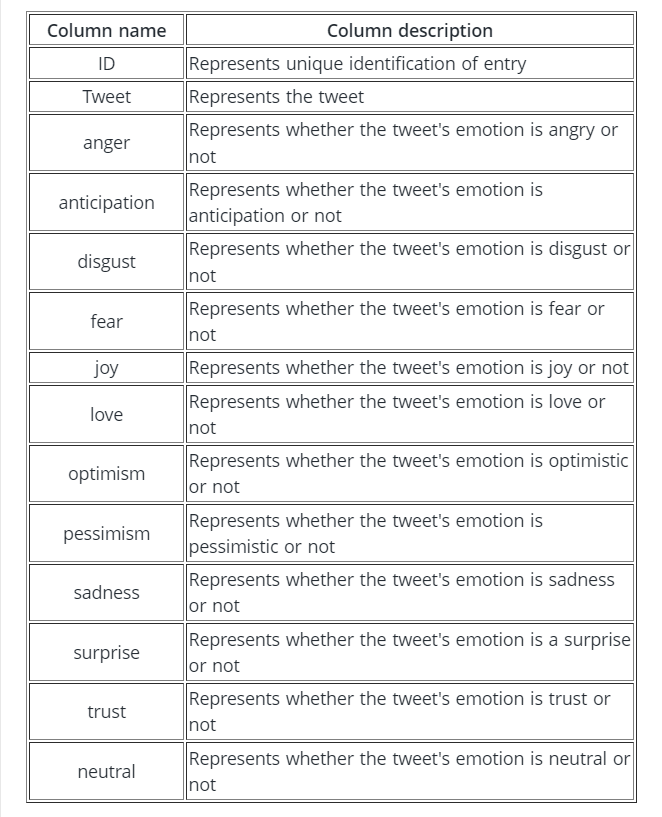 Column name Column description
ID Represents unique identification of entry
Tweet Represents the tweet
anger Represents whether the tweet's emotion is angry or
not
anticipation Represents whether the tweet's emotion is
anticipation or not
disgust Represents whether the tweet's emotion is disgust or
not
fear Represents whether the tweet's emotion is fear or
not
joy Represents whether the tweet's emotion is joy or not
love Represents whether the tweet's emotion is love or
not
optimism Represents whether the tweet's emotion is optimistic
or not
pessimism Represents whether the tweet's emotion is
pessimistic or not
sadness Represents whether the tweet's emotion is sadness
or not
surprise Represents whether the tweet's emotion is a surprise
or not
trust Represents whether the tweet's emotion is trust or
not
neutral Represents whether the tweet's emotion is neutral or
not